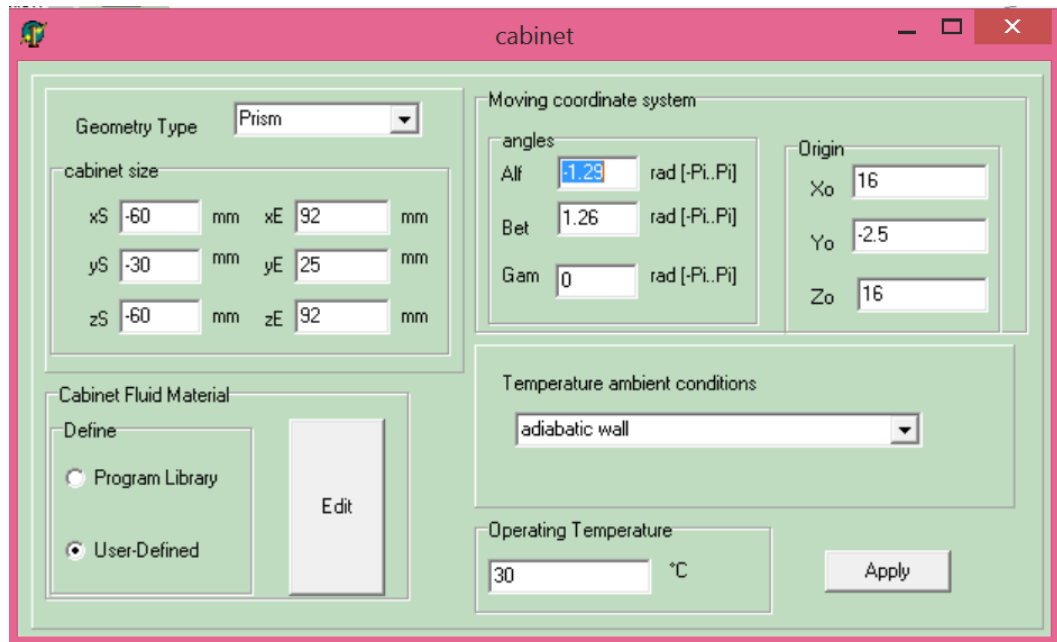 cabinet
Geometry Type Prism
cabinet size
xS -60 mm xE 92 mm
yS -30 mm yE 25 mm
zS -60 mm zE 92 mm
Cabinet Fluid Material
Define
Program Library
User-Defined
Edit
Moving coordinate system
angles
Alf -1.29 rad [-Pi..Pi]
Bet 1.26 rad [-Pi..Pi]
Gam 0 rad [-Pi..Pi]
Origin
Xo 16
Yo -2.5
Zo 16
Temperature ambient conditions
adiabatic wall
Operating Temperature
30 °C
Apply